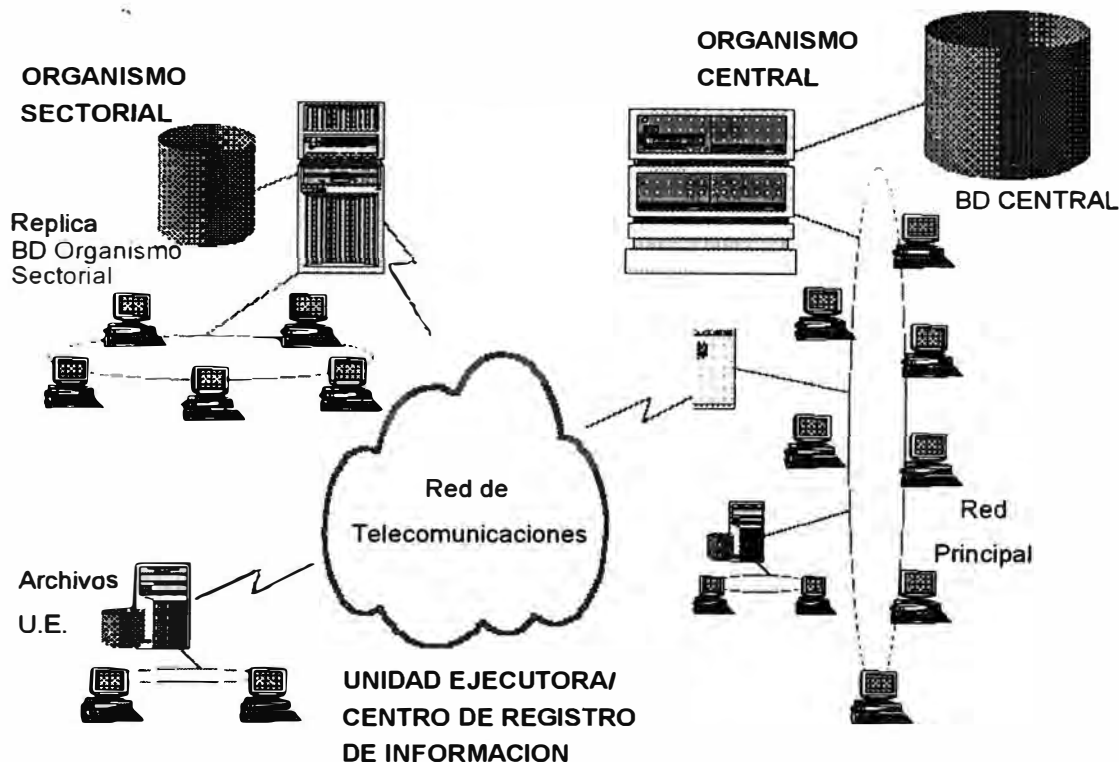 ORGANISMO
SECTORIAL
Replica
BD Organismo
Sectorial
ORGANISMO
CENTRAL
BD CENTRAL
Red de
Telecomunicaciones
Red
Principal
Archivos
U.E.
UNIDAD EJECUTORA/
CENTRO DE REGISTRO
DE INFORMACION